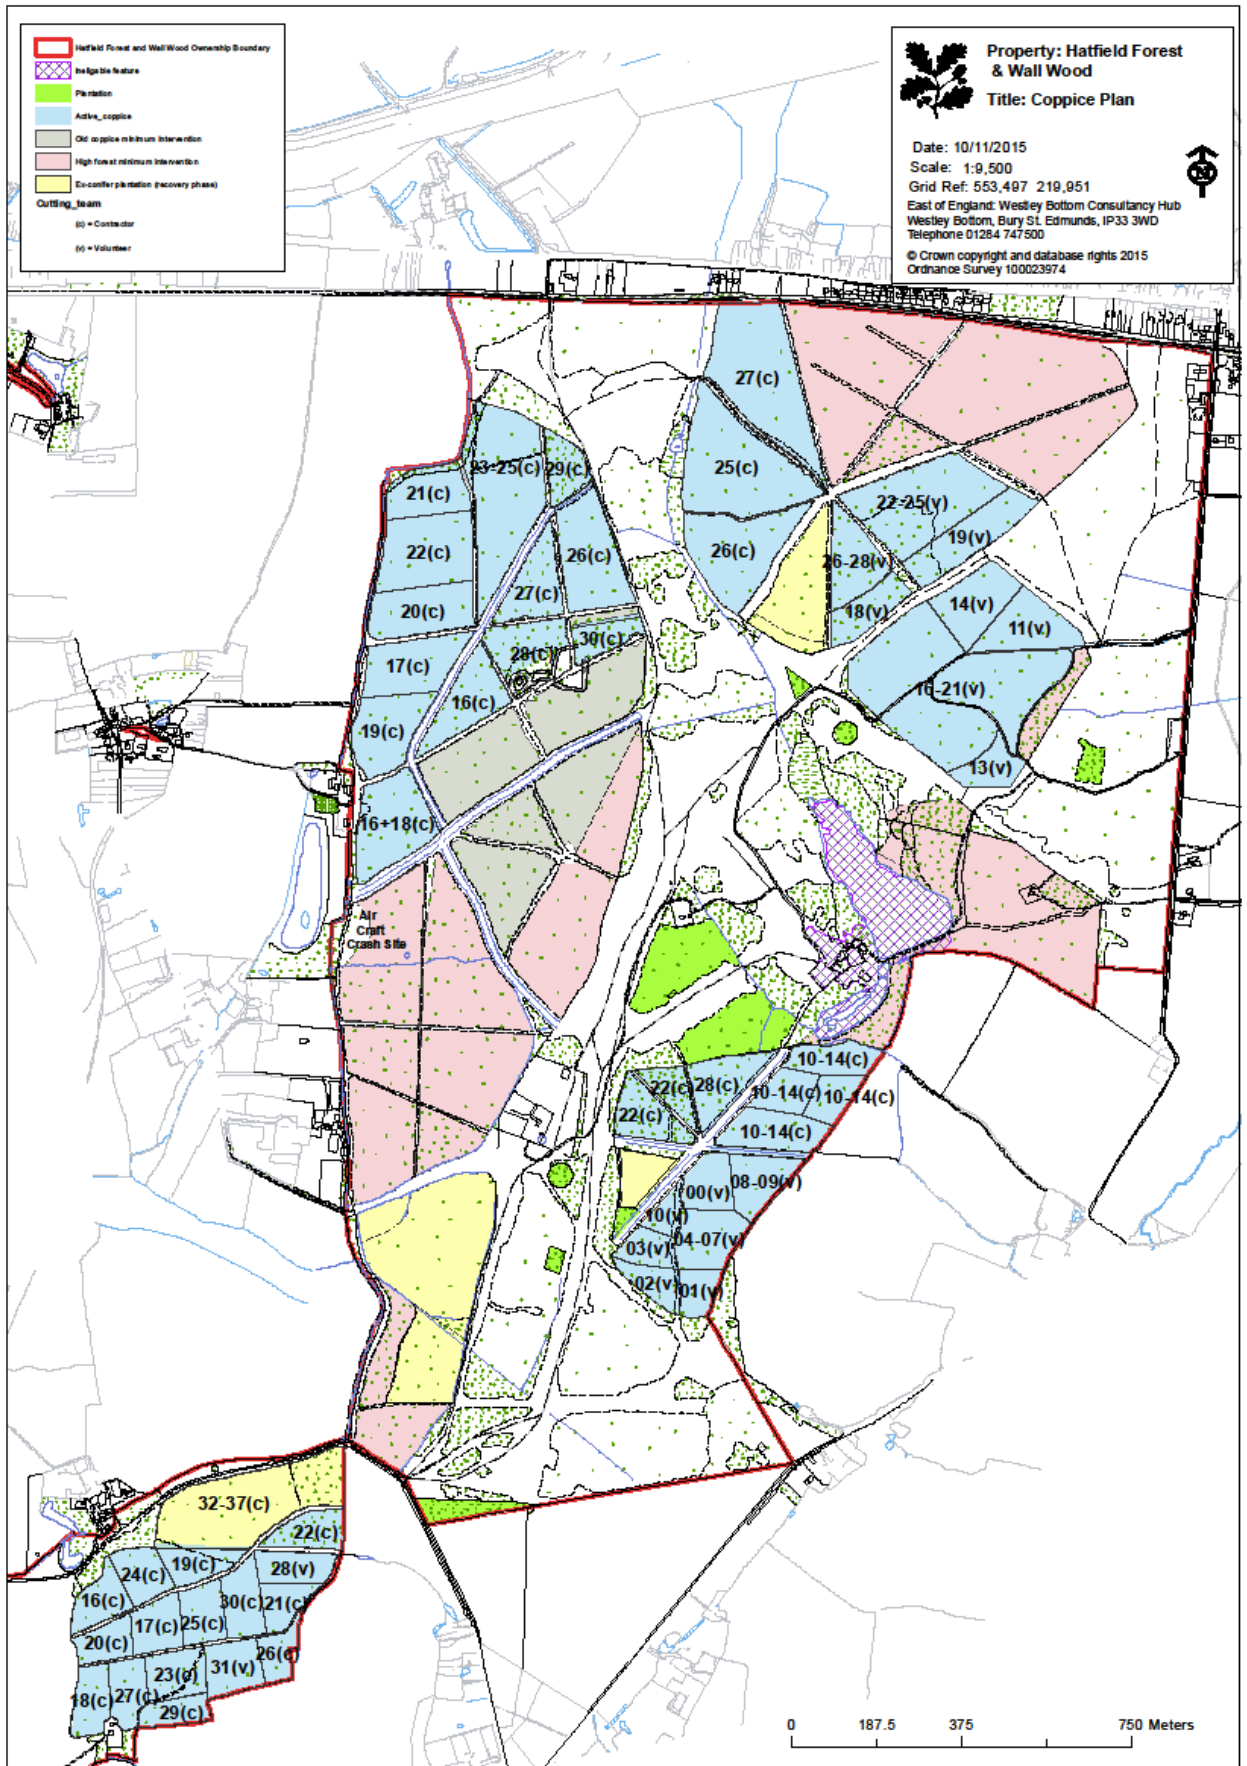 Hatfield Forest and Wall Wood Ownership Boundary
Ineligable feature
Plantation
Active_coppice
Old coppice minimum intervention
High forest minimum intervention
Ex-conifer plantation (recovery phase)
Cutting_team
(c) = Contractor
(v) = Volunteer
Property: Hatfield Forest
& Wall Wood
Title: Coppice Plan
Date: 10/11/2015
Scale: 1:9,500
Grid Ref: 553,497 219,951
East of England: Westley Bottom Consultancy Hub
Westley Bottom, Bury St. Edmunds, IP33 3WD
Telephone 01284 747500
© Crown copyright and database rights 2015
Ordnance Survey 100023974
N
27(c)
23-25(c)
29(c)
25(c)
21(c)
22-25(v)
19(v)
22(c)
26(c)
26(c)
26-28(v)
27(c)
20(c)
18(v)
14(v)
11(v)
30(c)
28(c)
17(c)
16-21(v)
16(c)
19(c)
13(v)
16+18(c)
Air
Craft
Crash Site
10-14(c)
22(c)
28(c)
10-14(c)
10-14(c)
22(c)
10-14(c)
08-09(v)
00(v)
10(v)
04-07(v)
03(v)
02(v)
01(v)
32-37(c)
22(c)
19(c)
24(c)
28(v)
16(c)
30(c)
21(c)
17(c)
25(c)
20(c)
26(c)
31(v)
23(c)
18(c)
27(c)
29(c)
0 187.5 375 750 Meters